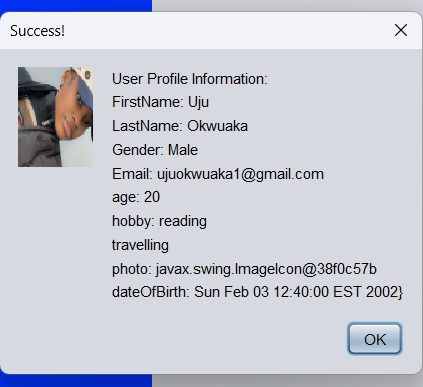 Success!
User Profile Information:
FirstName: Uju
LastName: Okwuaka
Gender: Male
Email: ujuokwuaka1@gmail.com
age: 20
hobby: reading
travelling
photo: javax.swing.ImageIcon@38f0c57b
dateOfBirth: Sun Feb 03 12:40:00 EST 2002}
OK